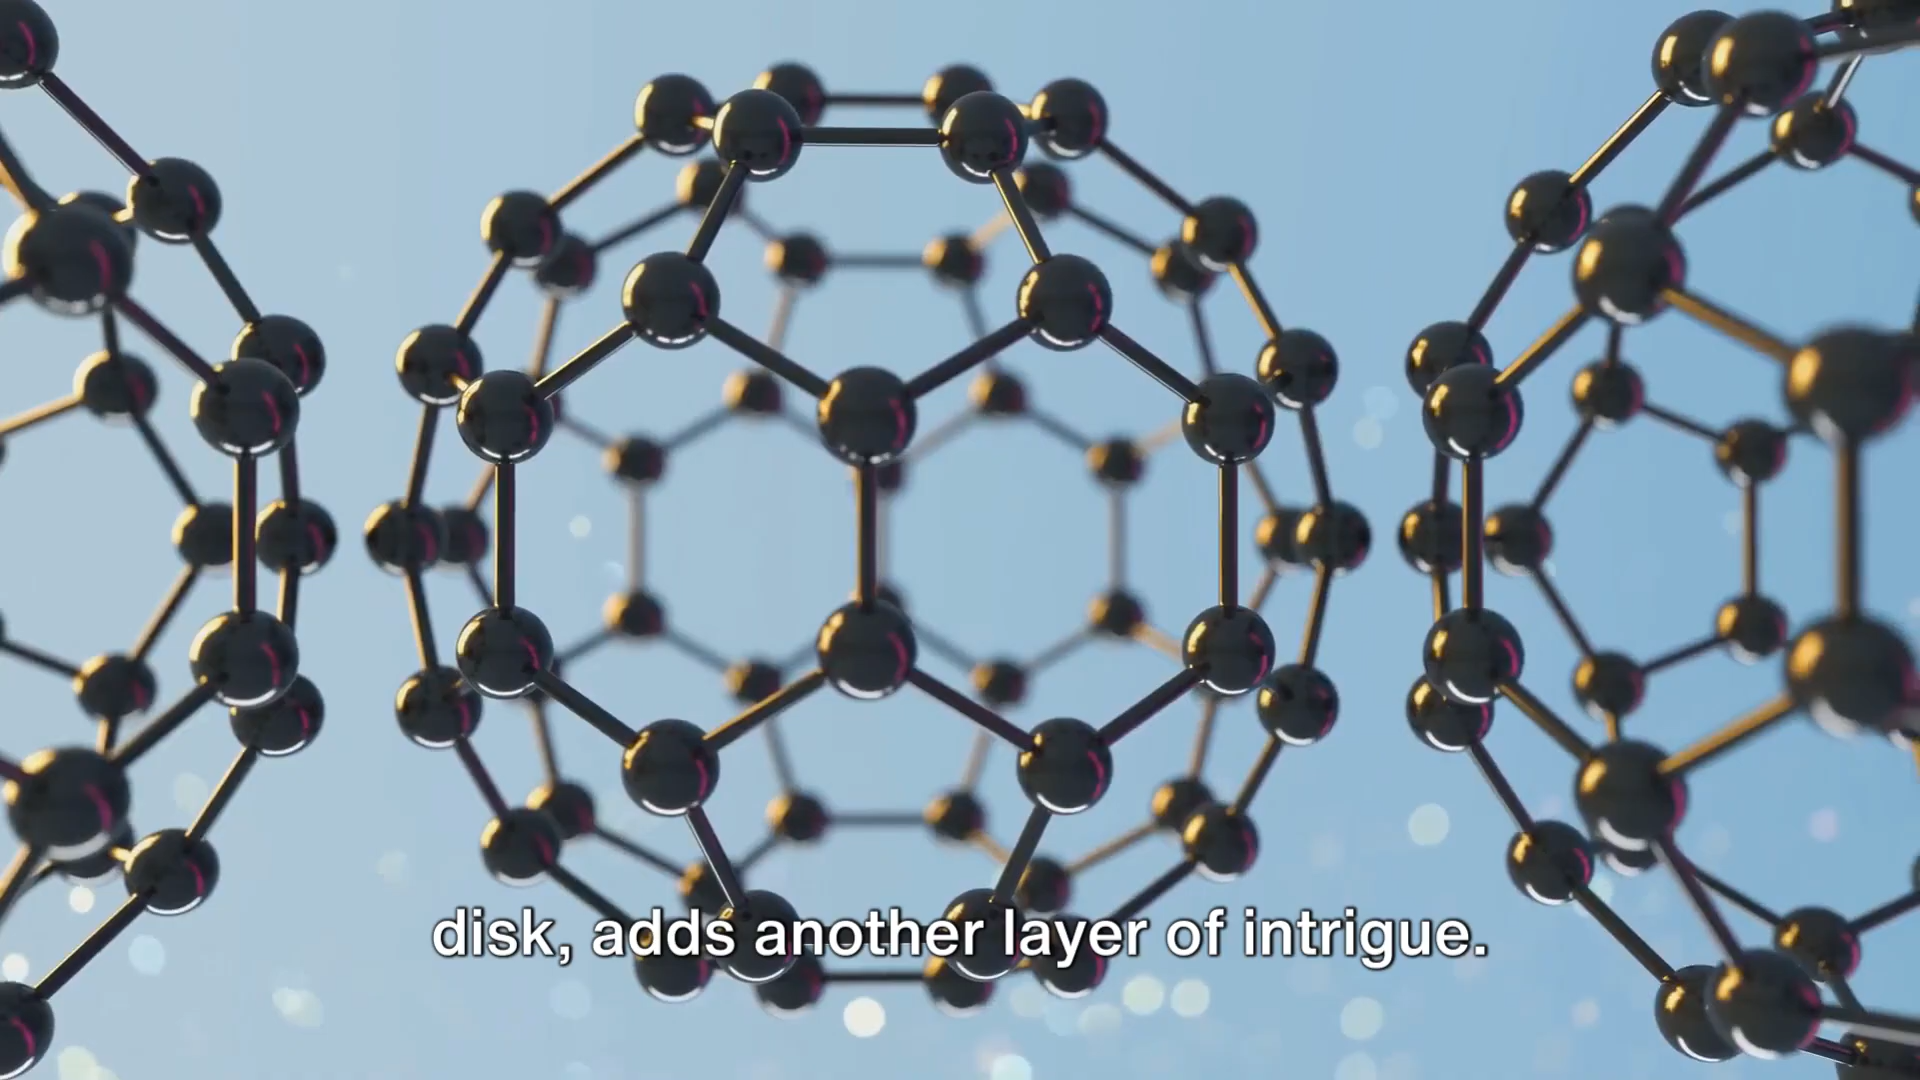 disk, adds another layer of intrigue.